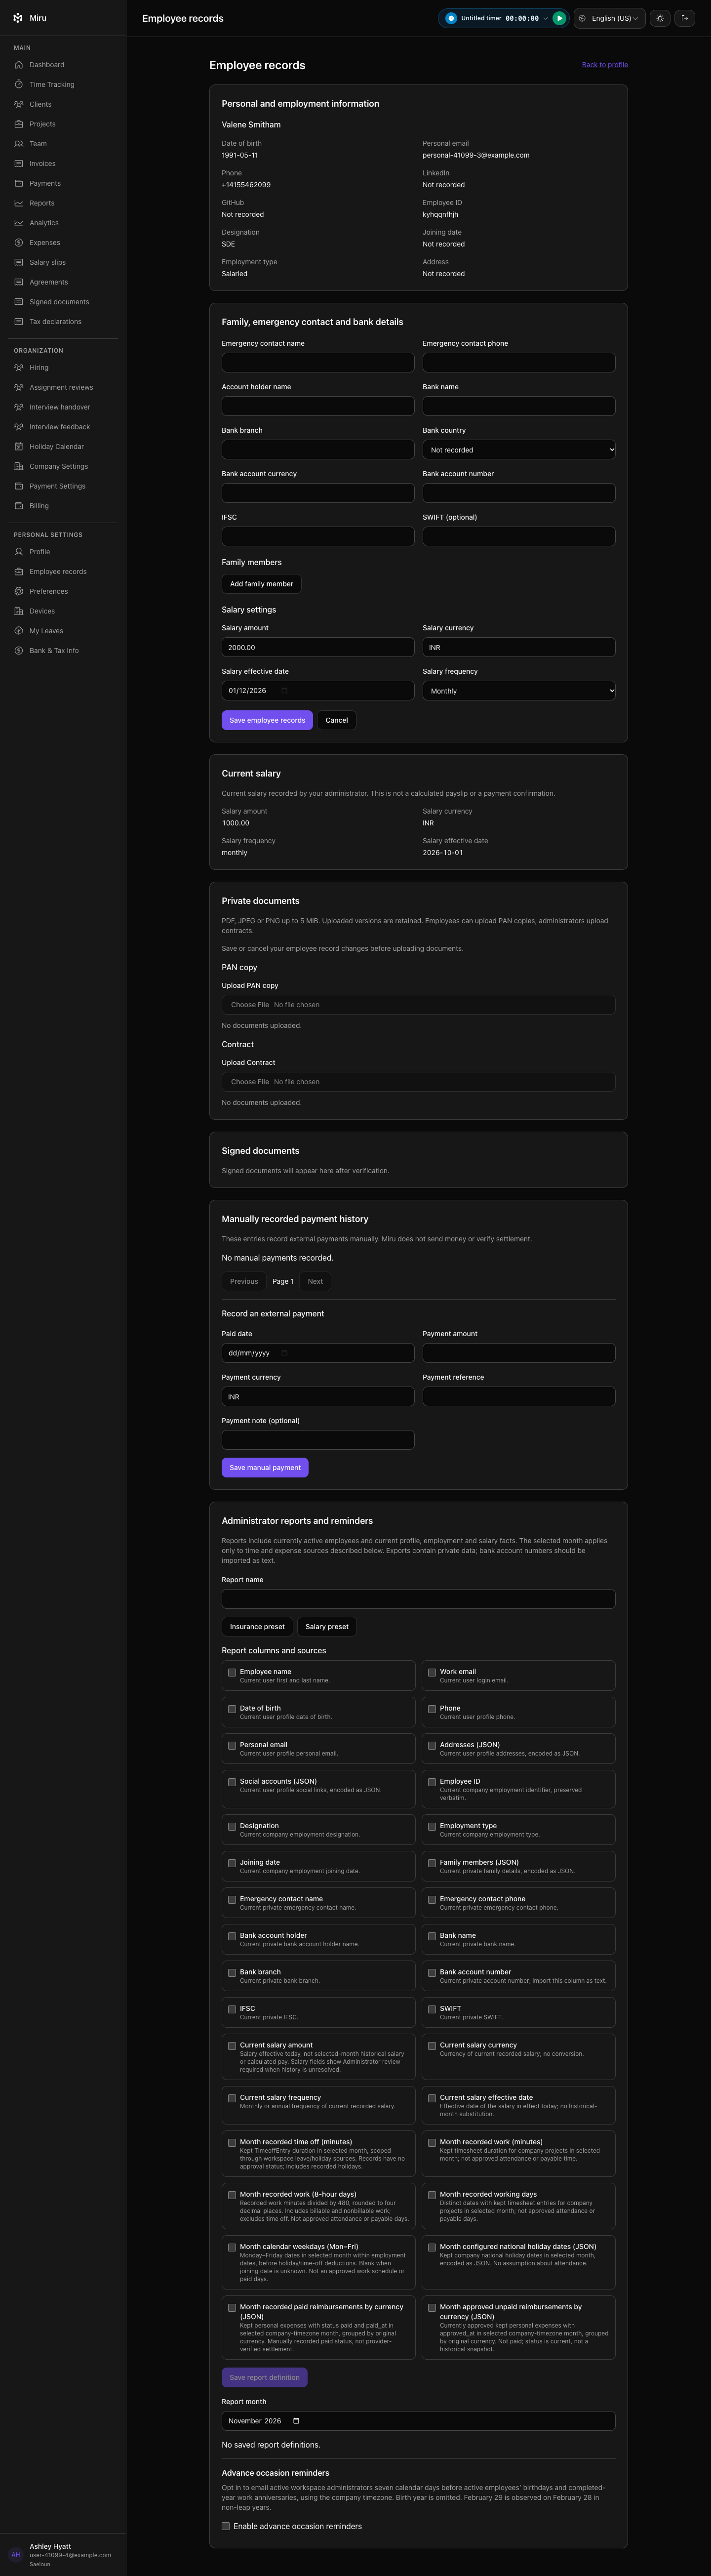 Miru
Employee records
Untitled timer 00:00:00
English (US)
MAIN
Dashboard
Time Tracking
Clients
Projects
Team
Invoices
Payments
Reports
Analytics
Expenses
Salary slips
Agreements
Signed documents
Tax declarations
ORGANIZATION
Hiring
Assignment reviews
Interview handover
Interview feedback
Holiday Calendar
Company Settings
Payment Settings
Billing
PERSONAL SETTINGS
Profile
Employee records
Preferences
Devices
My Leaves
Bank & Tax Info
AH
Ashley Hyatt
user-41099-4@example.com
Saeloun
Employee records
Back to profile
Personal and employment information
Valene Smitham
Date of birth
1991-05-11
Personal email
personal-41099-3@example.com
Phone
+14155462099
LinkedIn
Not recorded
GitHub
Not recorded
Employee ID
kyhqqnfhjh
Designation
SDE
Joining date
Not recorded
Employment type
Salaried
Address
Not recorded
Family, emergency contact and bank details
Emergency contact name
Emergency contact phone
Account holder name
Bank name
Bank branch
Bank country
Not recorded
Bank account currency
Bank account number
IFSC
SWIFT (optional)
Family members
Add family member
Salary settings
Salary amount
2000.00
Salary currency
INR
Salary effective date
01/12/2026
Salary frequency
Monthly
Save employee records
Cancel
Current salary
Current salary recorded by your administrator. This is not a calculated payslip or a payment confirmation.
Salary amount
1000.00
Salary currency
INR
Salary frequency
monthly
Salary effective date
2026-10-01
Private documents
PDF, JPEG or PNG up to 5 MiB. Uploaded versions are retained. Employees can upload PAN copies; administrators upload
contracts.
Save or cancel your employee record changes before uploading documents.
PAN copy
Upload PAN copy
Choose File No file chosen
No documents uploaded.
Contract
Upload Contract
Choose File No file chosen
No documents uploaded.
Signed documents
Signed documents will appear here after verification.
Manually recorded payment history
These entries record external payments manually. Miru does not send money or verify settlement.
No manual payments recorded.
Previous
Page 1
Next
Record an external payment
Paid date
dd/mm/yyyy
Payment amount
Payment currency
INR
Payment reference
Payment note (optional)
Save manual payment
Administrator reports and reminders
Reports include currently active employees and current profile, employment and salary facts. The selected month applies
only to time and expense sources described below. Exports contain private data; bank account numbers should be
imported as text.
Report name
Insurance preset
Salary preset
Report columns and sources
Employee name
Current user first and last name.
Work email
Current user login email.
Date of birth
Current user profile date of birth.
Phone
Current user profile phone.
Personal email
Current user profile personal email.
Addresses (JSON)
Current user profile addresses, encoded as JSON.
Social accounts (JSON)
Current user profile social links, encoded as JSON.
Employee ID
Current company employment identifier, preserved
verbatim.
Designation
Current company employment designation.
Employment type
Current company employment type.
Joining date
Current company employment joining date.
Family members (JSON)
Current private family details, encoded as JSON.
Emergency contact name
Current private emergency contact name.
Emergency contact phone
Current private emergency contact phone.
Bank account holder
Current private bank account holder name.
Bank name
Current private bank name.
Bank branch
Current private bank branch.
Bank account number
Current private account number; import this column as text.
IFSC
Current private IFSC.
SWIFT
Current private SWIFT.
Current salary amount
Salary effective today, not selected-month historical salary
or calculated pay. Salary fields show Administrator review
required when history is unresolved.
Current salary currency
Currency of current recorded salary; no conversion.
Current salary frequency
Monthly or annual frequency of current recorded salary.
Current salary effective date
Effective date of the salary in effect today; no historical-
month substitution.
Month recorded time off (minutes)
Kept TimeoffEntry duration in selected month, scoped
through workspace leave/holiday sources. Records have no
approval status; includes recorded holidays.
Month recorded work (minutes)
Kept timesheet duration for company projects in selected
month; not approved attendance or payable time.
Month recorded work (8-hour days)
Recorded work minutes divided by 480, rounded to four
decimal places. Includes billable and nonbillable work;
excludes time off. Not approved attendance or payable days.
Month recorded working days
Distinct dates with kept timesheet entries for company
projects in selected month; not approved attendance or
payable days.
Month calendar weekdays (Mon–Fri)
Monday–Friday dates in selected month within employment
dates, before holiday/time-off deductions. Blank when
joining date is unknown. Not an approved work schedule or
paid days.
Month configured national holiday dates (JSON)
Kept company national holiday dates in selected month,
encoded as JSON. No assumption about attendance.
Month recorded paid reimbursements by currency
(JSON)
Kept personal expenses with status paid and paid_at in
selected company-timezone month, grouped by original
currency. Manually recorded paid status, not provider-
verified settlement.
Month approved unpaid reimbursements by
currency (JSON)
Currently approved kept personal expenses with
approved_at in selected company-timezone month, grouped
by original currency. Not paid; status is current, not a
historical snapshot.
Save report definition
Report month
November 2026
No saved report definitions.
Advance occasion reminders
Opt in to email active workspace administrators seven calendar days before active employees' birthdays and completed-
year work anniversaries, using the company timezone. Birth year is omitted. February 29 is observed on February 28 in
non-leap years.
Enable advance occasion reminders